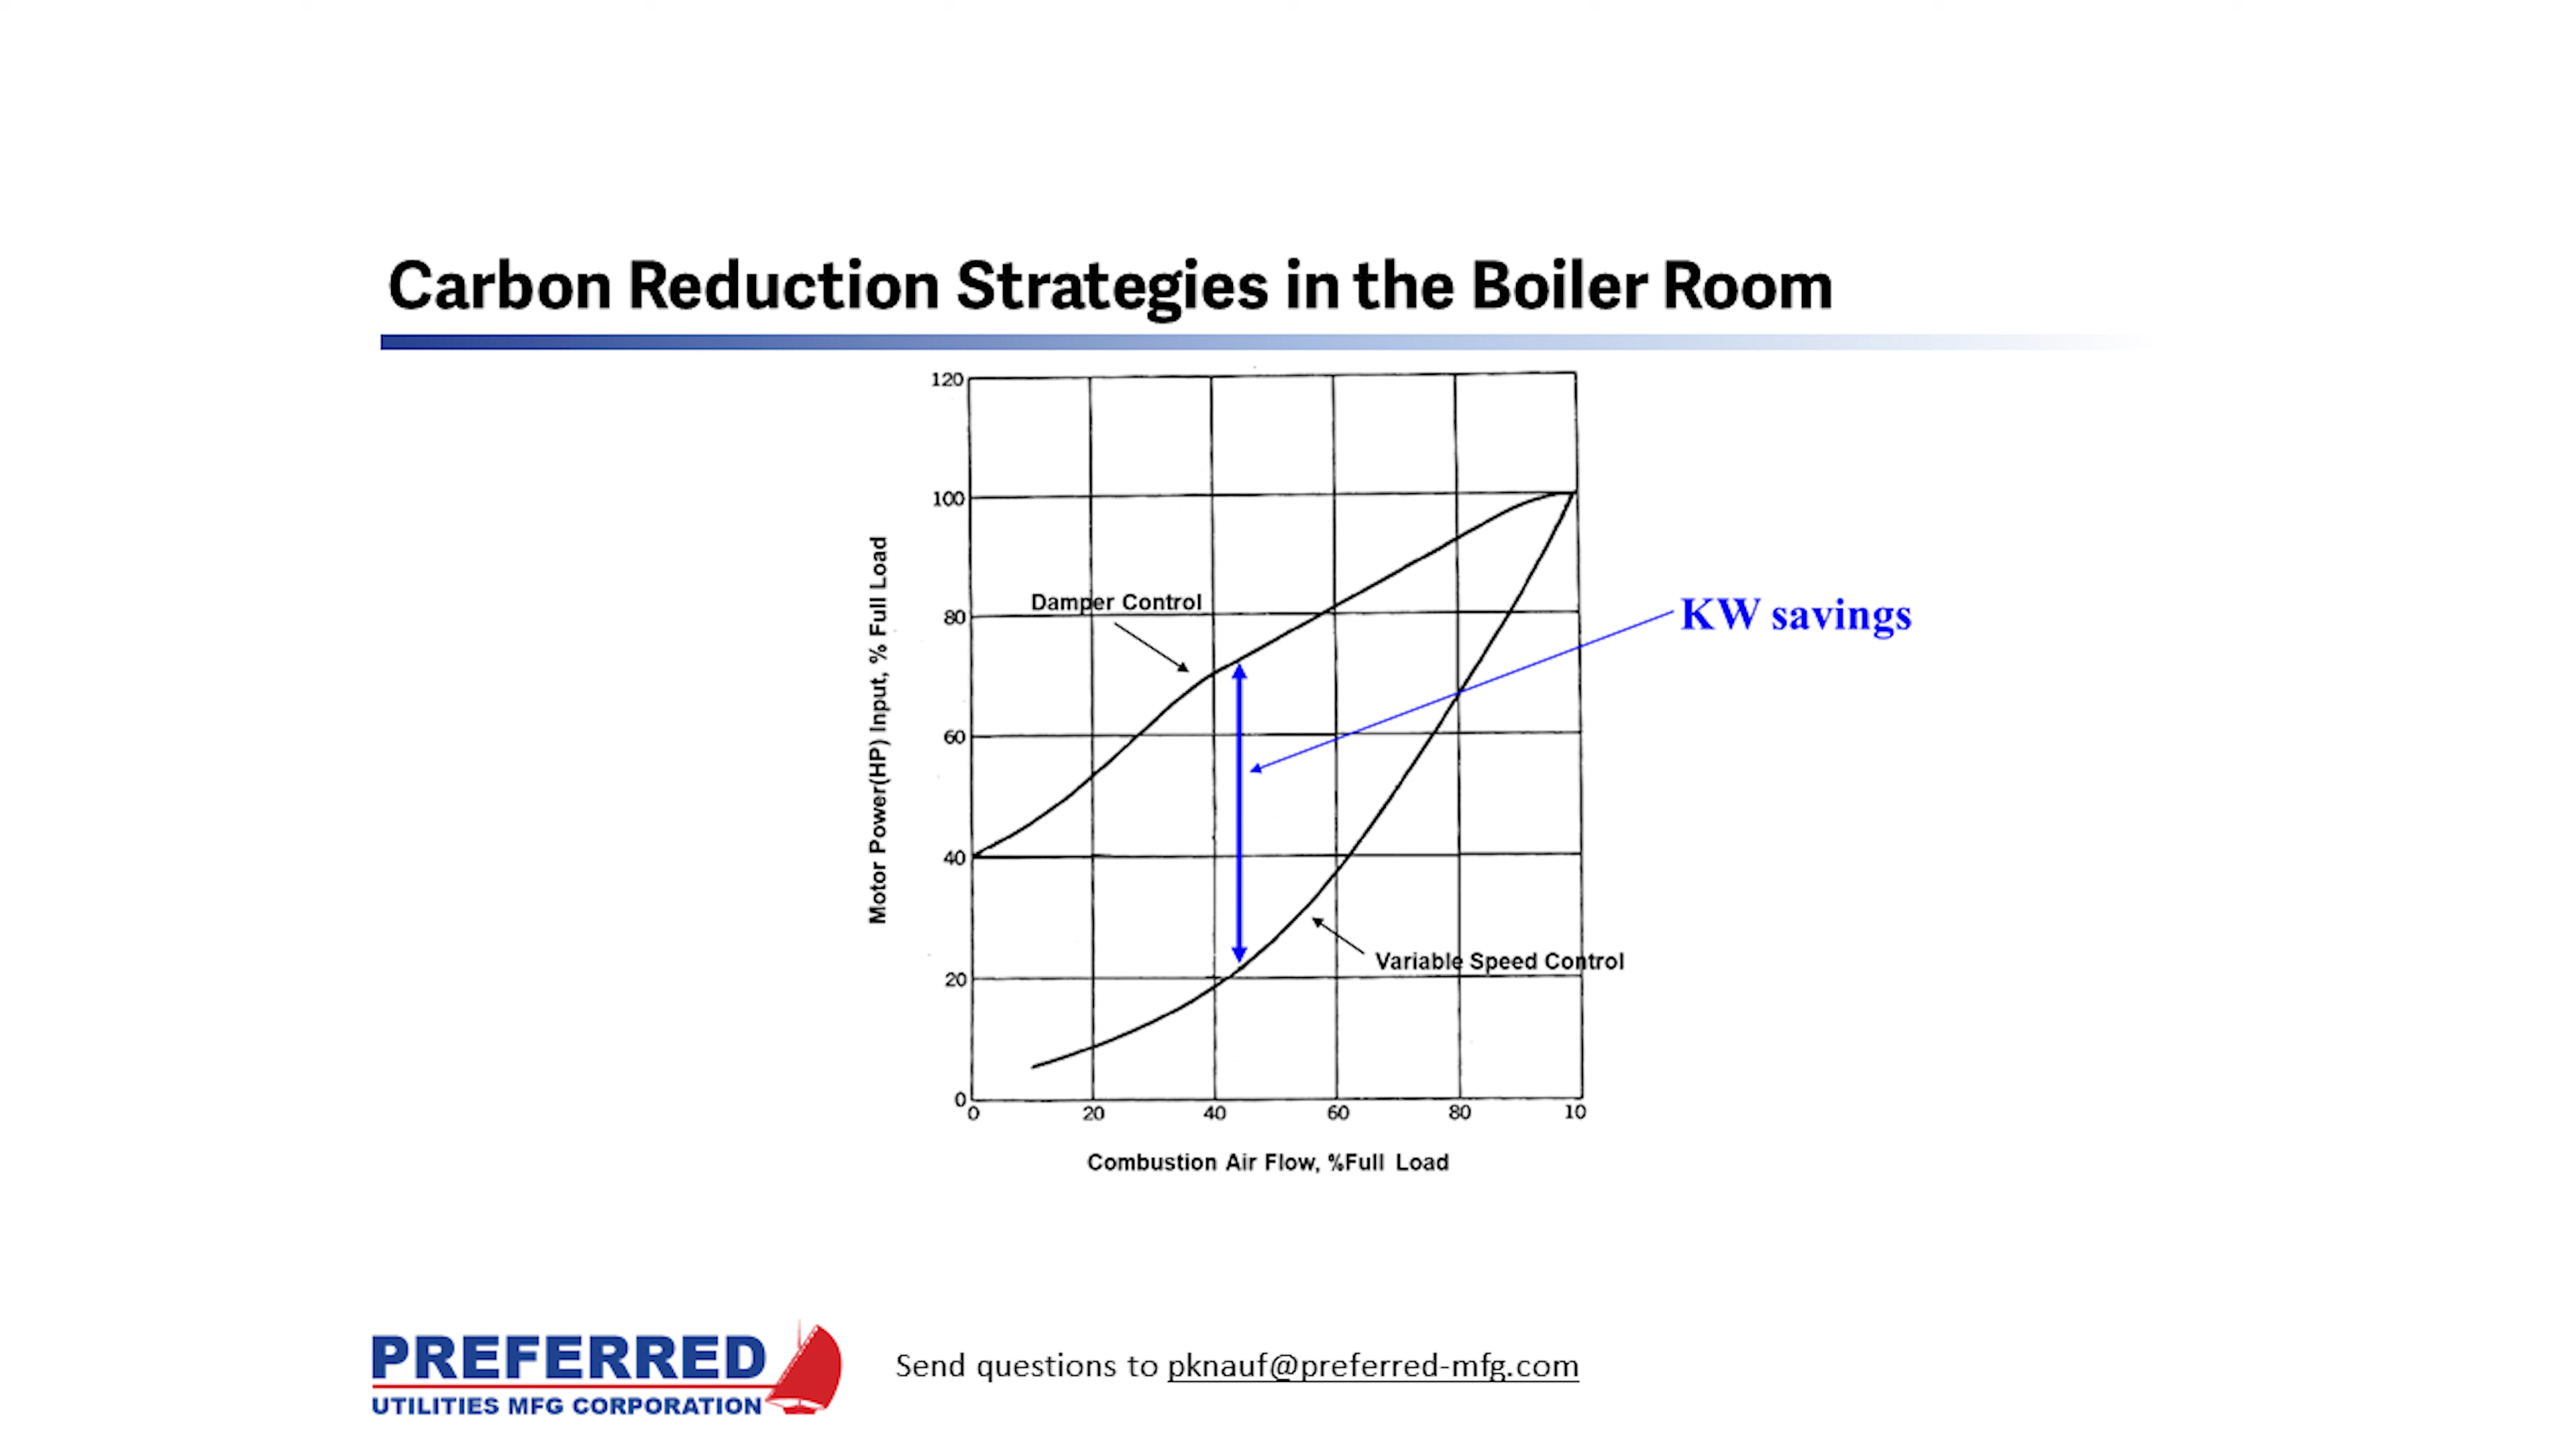 Carbon Reduction Strategies in the Boiler Room
120
100
80
60
40
20
0
Motor Power(HP) Input, % Full Load
Damper Control
KW savings
Variable Speed Control
0 20 40 60 80 10
Combustion Air Flow, %Full Load
PREFERRED
UTILITIES MFG CORPORATION
Send questions to pknauf@preferred-mfg.com